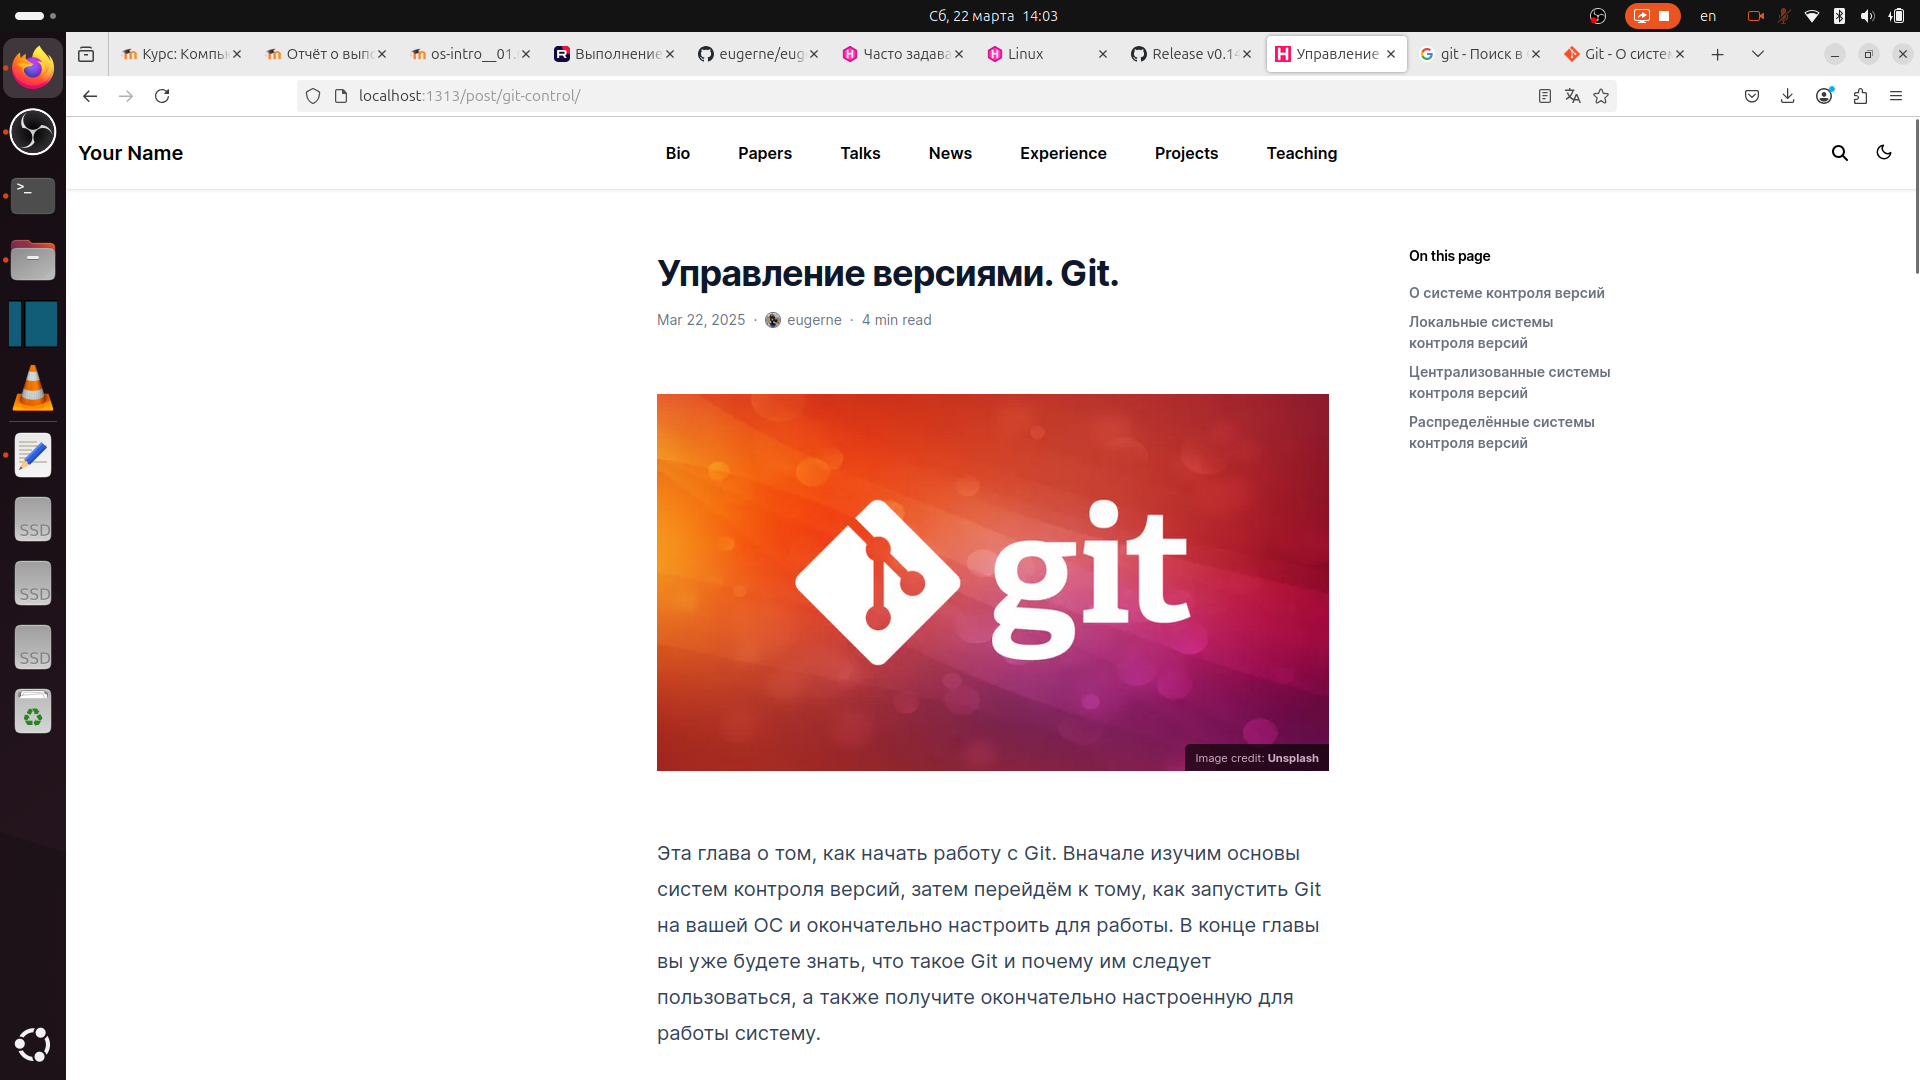 Сб, 22 марта 14:03
en
Курс: Компь
Отчёт о вып
os-intro__01.
Выполнение
eugerne/eug
Часто задава
Linux
Release v0.14
Управление
git - Поиск в
Git - О систе
localhost:1313/post/git-control/
Your Name
Bio
Papers
Talks
News
Experience
Projects
Teaching
Управление версиями. Git.
Mar 22, 2025 · eugerne · 4 min read
On this page
О системе контроля версий
Локальные системы
контроля версий
Централизованные системы
контроля версий
Распределённые системы
контроля версий
git
Image credit: Unsplash
Эта глава о том, как начать работу с Git. Вначале изучим основы
систем контроля версий, затем перейдём к тому, как запустить Git
на вашей ОС и окончательно настроить для работы. В конце главы
вы уже будете знать, что такое Git и почему им следует
пользоваться, а также получите окончательно настроенную для
работы систему.
SSD
SSD
SSD